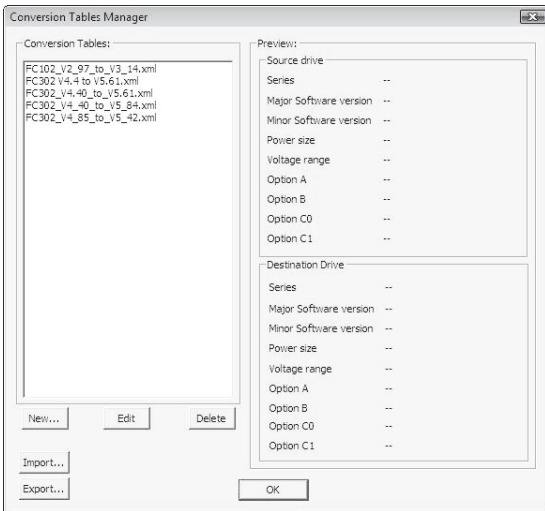 Conversion Tables Manager
Conversion Tables:
FC102_V2_97_to_V3_14.xml
FC302 V4.4 to V5.61.xml
FC302_V4.40_to_V5.61.xml
FC302_V4_40_to_V5_84.xml
FC302_V4_85_to_V5_42.xml
New...
Edit
Delete
Import...
Export...
Preview:
Source drive
Series --
Major Software version --
Minor Software version --
Power size --
Voltage range --
Option A --
Option B --
Option C0 --
Option C1 --
Destination Drive
Series --
Major Software version --
Minor Software version --
Power size --
Voltage range --
Option A --
Option B --
Option C0 --
Option C1 --
OK